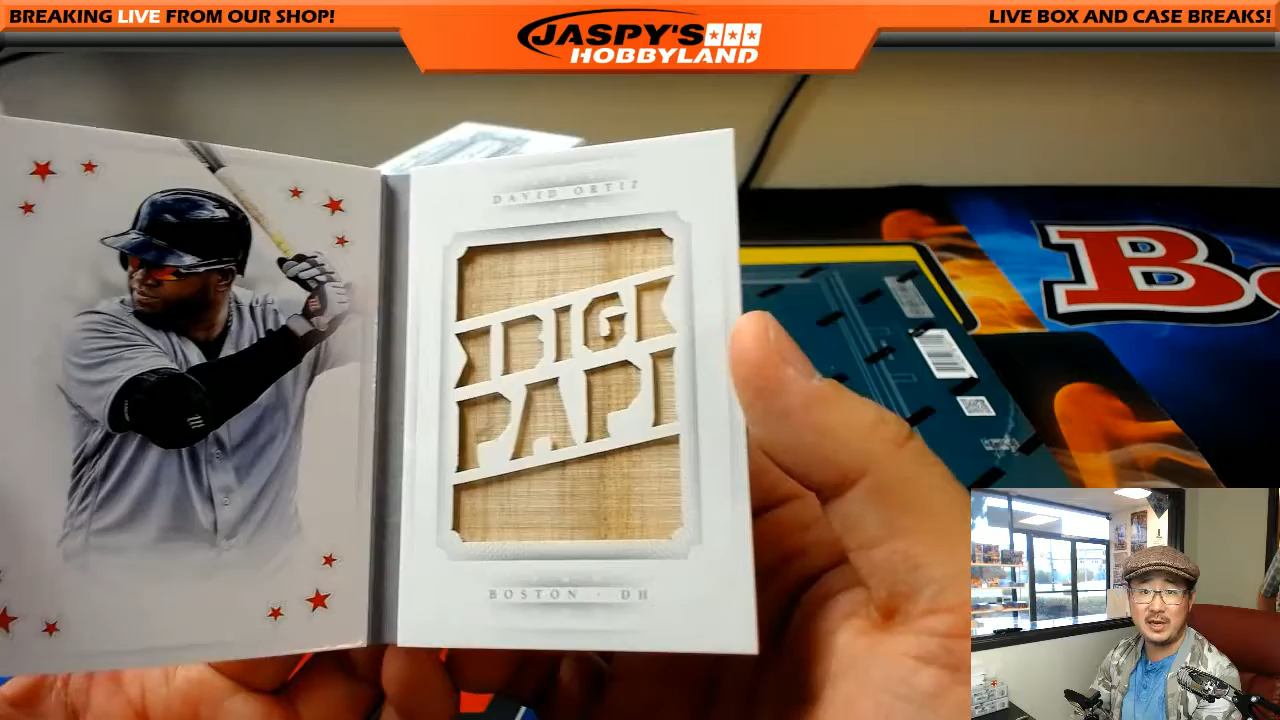 BREAKING LIVE FROM OUR SHOP!
JASPY'S
HOBBYLAND
LIVE BOX AND CASE BREAKS!
DAVID ORTIZ
BIG
PAPI
BOSTON · DH
B.